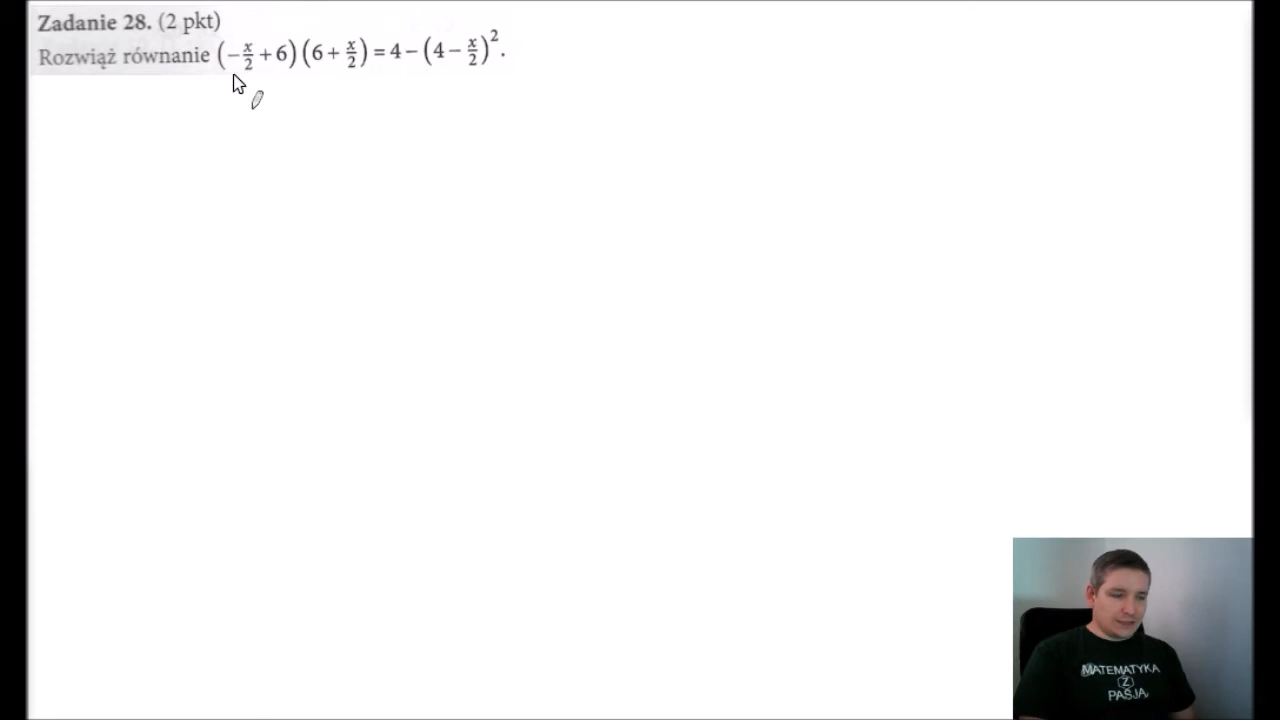 Zadanie 28. (2 pkt)
Rozwiąż równanie (−x/2 + 6)(6 + x/2) = 4 − (4 − x/2)².
MATEMATYKA
Z
PASJĄ